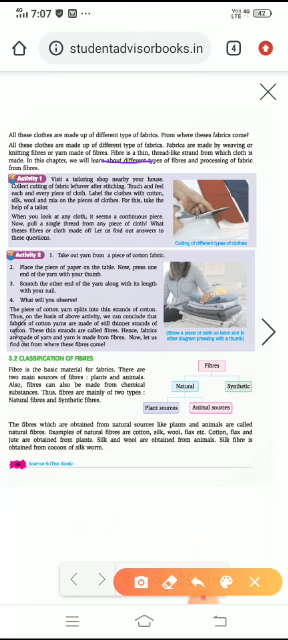 4G 7:07
LTE 4G 42
studentadvisorbooks.in
4
All these clothes are made up of different type of fabrics. From where these fabrics come?
All these clothes are made up of different type of fabrics. Fabrics are made by weaving or
knitting fibres or yarn made of fibres. Fibre is a thin, thread-like strand from which cloth is
made. In this chapter, we will learn about different types of fibres and processing of fabric
from fibres.
Activity 1 Visit a tailoring shop nearby your house.
Collect cutting of fabric leftover after stitching. Touch and feel
each and every piece of cloth. Label the clothes with cotton,
silk, wool and mix on the pieces of clothes. For this, take the
help of a tailor.
When you look at any cloth, it seems a continuous piece.
Now, pull a single thread from any piece of cloth? What
theses fibres or cloth made of? Let us find out answers to
these questions.
Cutting of different types of clothes
Activity 2 1. Take out yarn from a piece of cotton fabric.
2. Place the piece of paper on the table. Now, press one
end of the yarn with your thumb.
3. Scratch the other end of the yarn along with its length
with your nail.
4. What will you observe?
The piece of cotton yarn splits into thin strands of cotton.
Thus, on the basis of above activity, we can conclude that
fabrics of cotton yarn are made of still thinner strands of
cotton. These thin strands are called fibres. Hence, fabrics
are made of yarn and yarn is made from fibres. Now, let us
find out from where these fibres come?
(Show a piece of cloth on table and in
other diagram pressing with a thumb)
3.2 CLASSIFICATION OF FIBRES
Fibre is the basic material for fabrics. There are
two main sources of fibres : plants and animals.
Also, fibres can also be made from chemical
substances. Thus, fibres are mainly of two types :
Natural fibres and Synthetic fibres.
Fibres
Natural
Synthetic
Plant sources
Animal sources
The fibres which are obtained from natural sources like plants and animals are called
natural fibres. Examples of natural fibres are cotton, silk, wool, flax etc. Cotton, flax and
jute are obtained from plants. Silk and wool are obtained from animals. Silk fibre is
obtained from cocoon of silk worm.
Science-6 (Text Book)